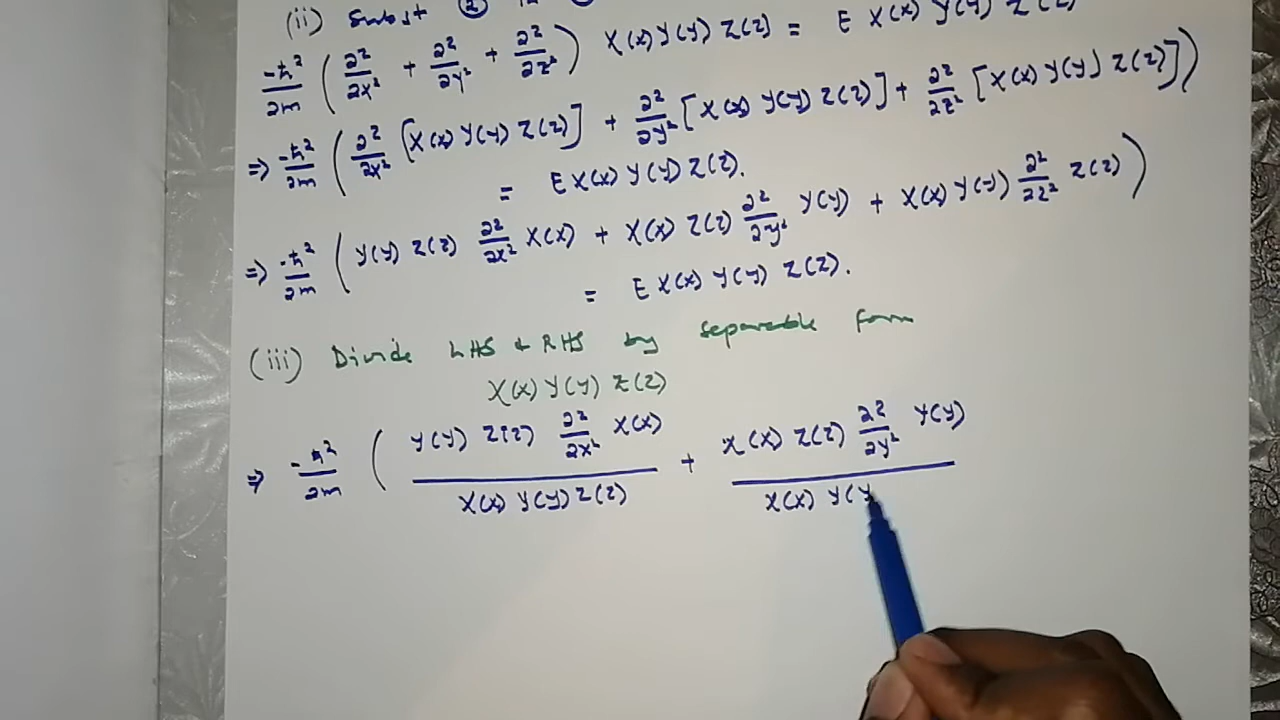 (ii) Subst ② in
-ħ²/2m ( ∂²/∂x² + ∂²/∂y² + ∂²/∂z² ) X(x) Y(y) Z(z) = E X(x) Y(y) Z(z)
=> -ħ²/2m ( ∂²/∂x² [X(x) Y(y) Z(z)] + ∂²/∂y² [X(x) Y(y) Z(z)] + ∂²/∂z² [X(x) Y(y) Z(z)] )
= E X(x) Y(y) Z(z).
=> -ħ²/2m ( Y(y) Z(z) ∂²/∂x² X(x) + X(x) Z(z) ∂²/∂y² Y(y) + X(x) Y(y) ∂²/∂z² Z(z) )
= E X(x) Y(y) Z(z).
(iii) Divide LHS & RHS by separable form
X(x) Y(y) Z(z)
=> -ħ²/2m ( Y(y) Z(z) ∂²/∂x² X(x) / X(x) Y(y) Z(z) + X(x) Z(z) ∂²/∂y² Y(y) / X(x) Y(y